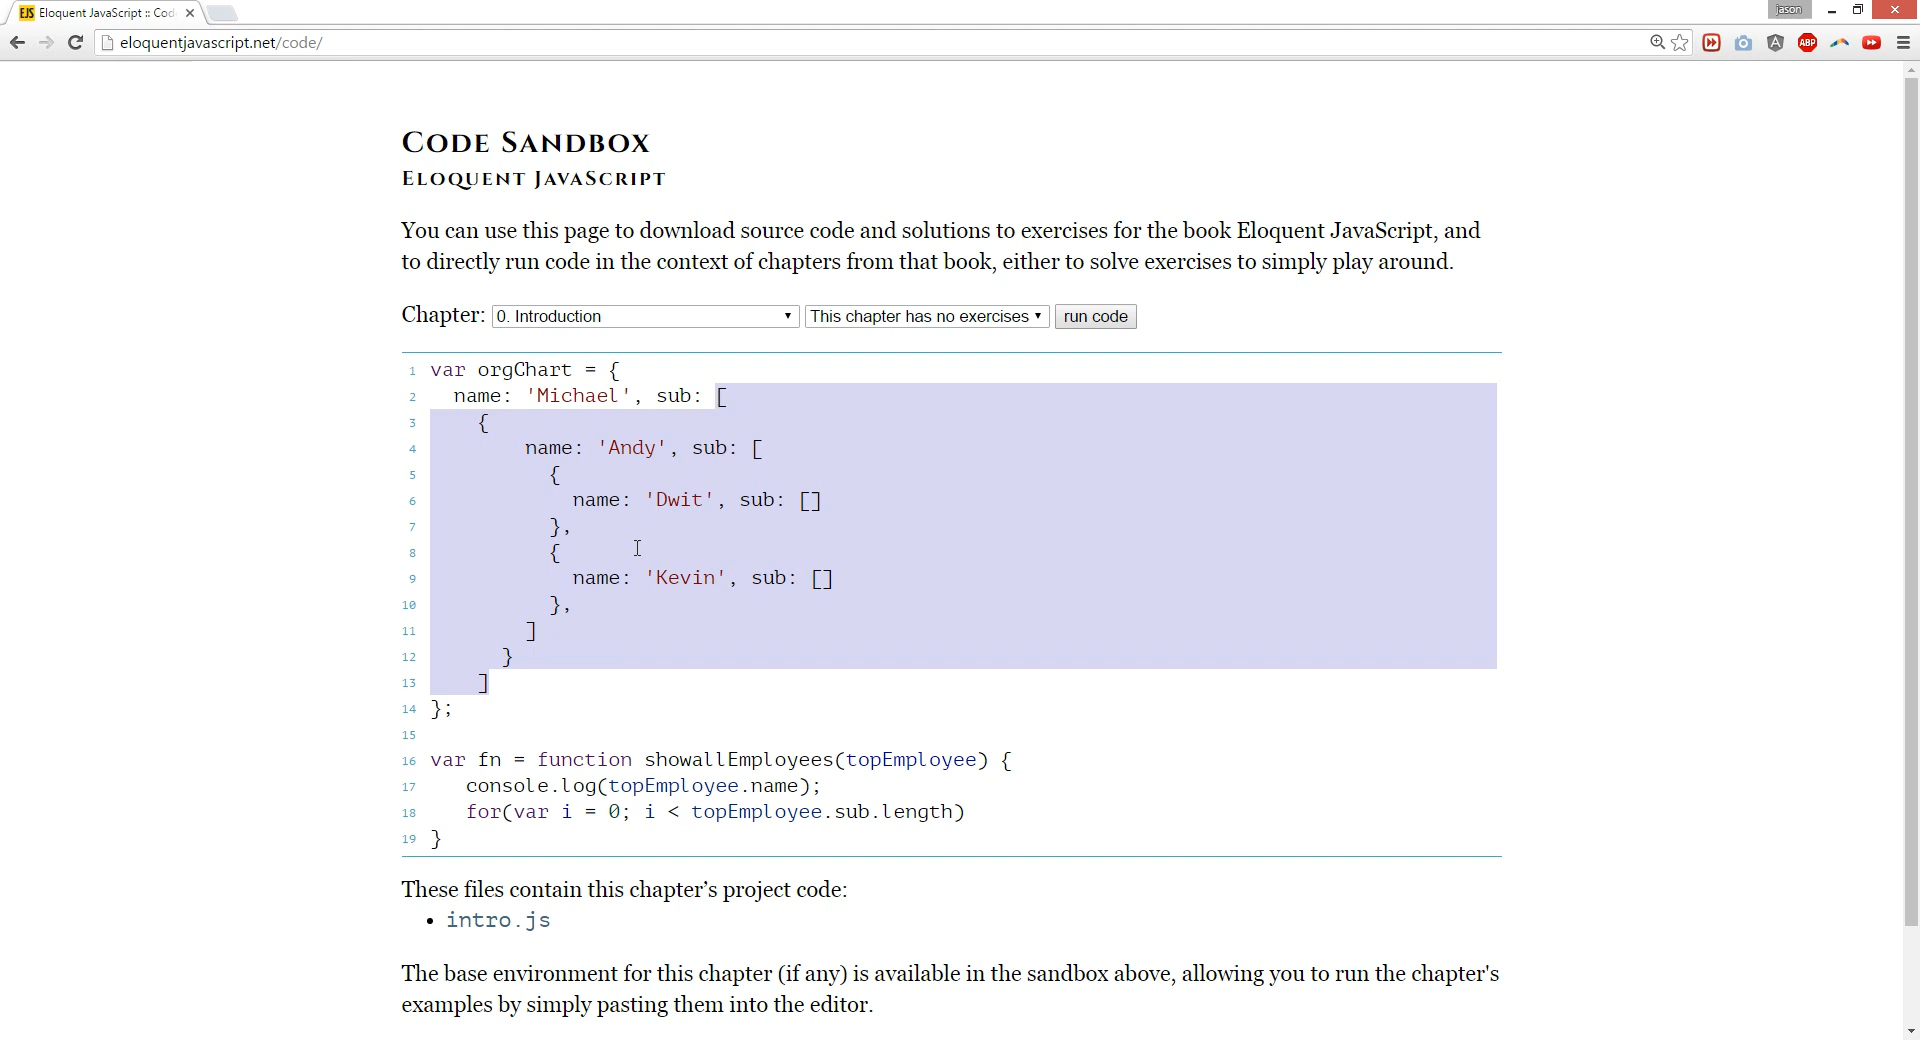 Eloquent JavaScript :: Cod
jason
eloquentjavascript.net/code/
ABP
Code Sandbox
Eloquent JavaScript
You can use this page to download source code and solutions to exercises for the book Eloquent JavaScript, and
to directly run code in the context of chapters from that book, either to solve exercises to simply play around.
Chapter: 0. Introduction This chapter has no exercises run code
1 var orgChart = {
2   name: 'Michael', sub: [
3     {
4         name: 'Andy', sub: [
5           {
6             name: 'Dwit', sub: []
7           },
8           {
9             name: 'Kevin', sub: []
10           },
11         ]
12       }
13     ]
14 };
15
16 var fn = function showallEmployees(topEmployee) {
17    console.log(topEmployee.name);
18    for(var i = 0; i < topEmployee.sub.length)
19 }
These files contain this chapter’s project code:
• intro.js
The base environment for this chapter (if any) is available in the sandbox above, allowing you to run the chapter's
examples by simply pasting them into the editor.